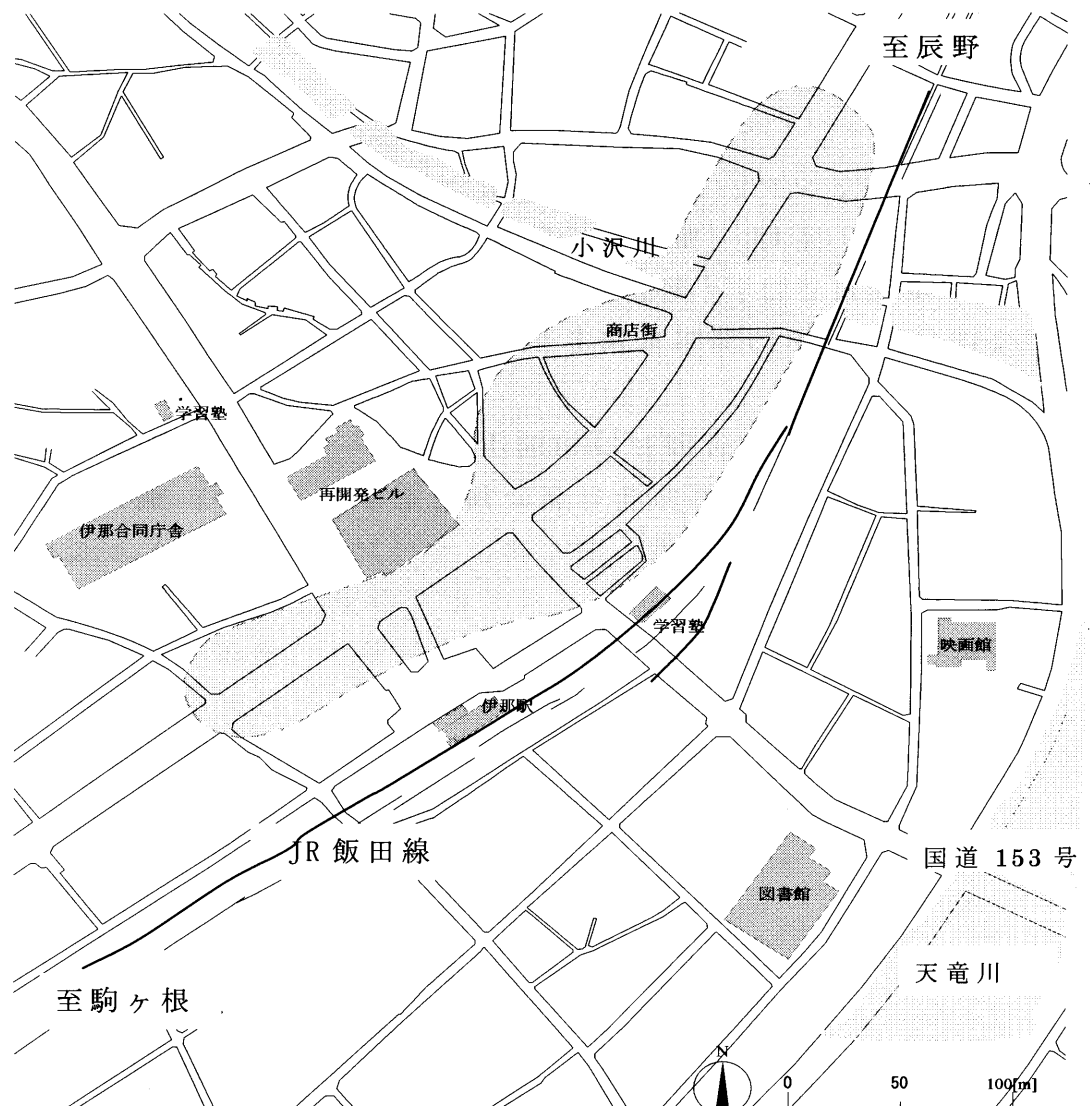 至辰野
小沢川
商店街
学習塾
再開発ビル
伊那合同庁舎
学習塾
映画館
伊那駅
JR 飯田線
国道 153 号
図書館
天竜川
至駒ヶ根
N
0 50 100[m]